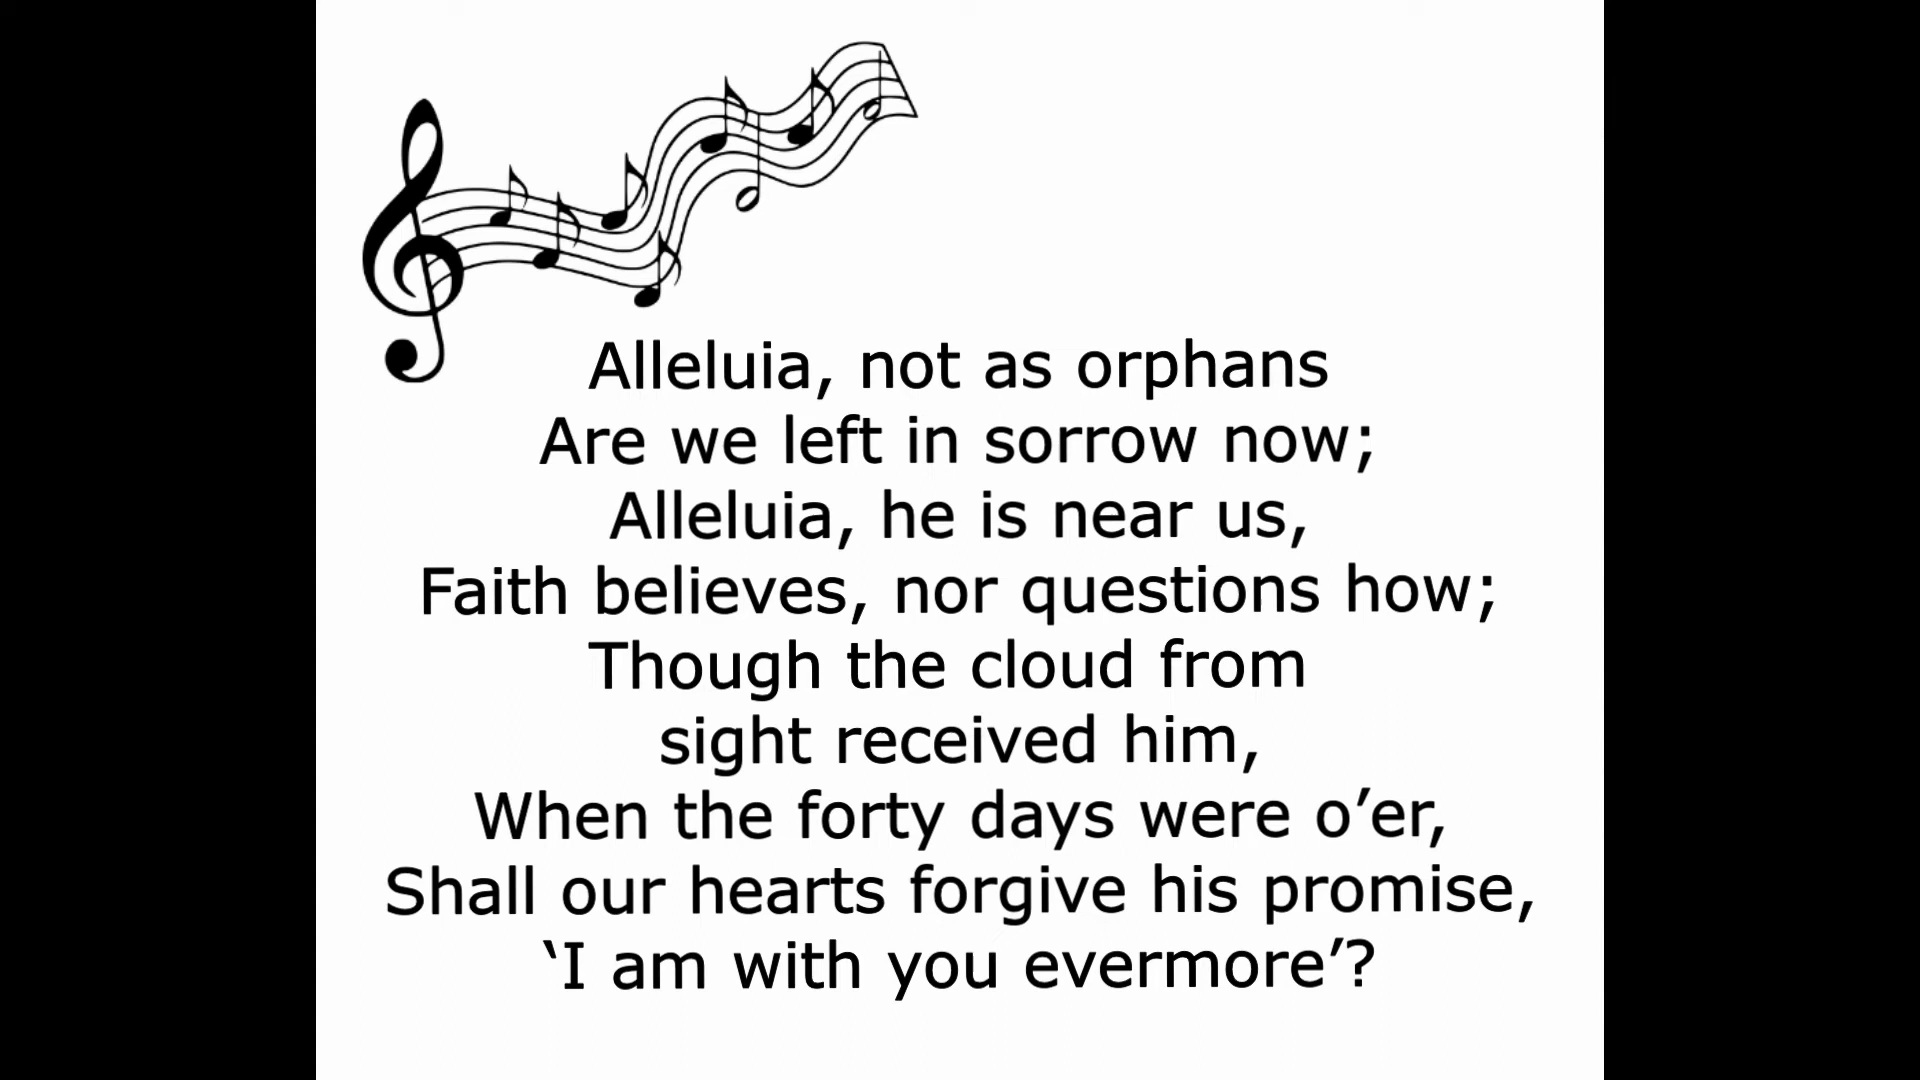 Alleluia, not as orphans
Are we left in sorrow now;
Alleluia, he is near us,
Faith believes, nor questions how;
Though the cloud from
sight received him,
When the forty days were o’er,
Shall our hearts forgive his promise,
‘I am with you evermore’?